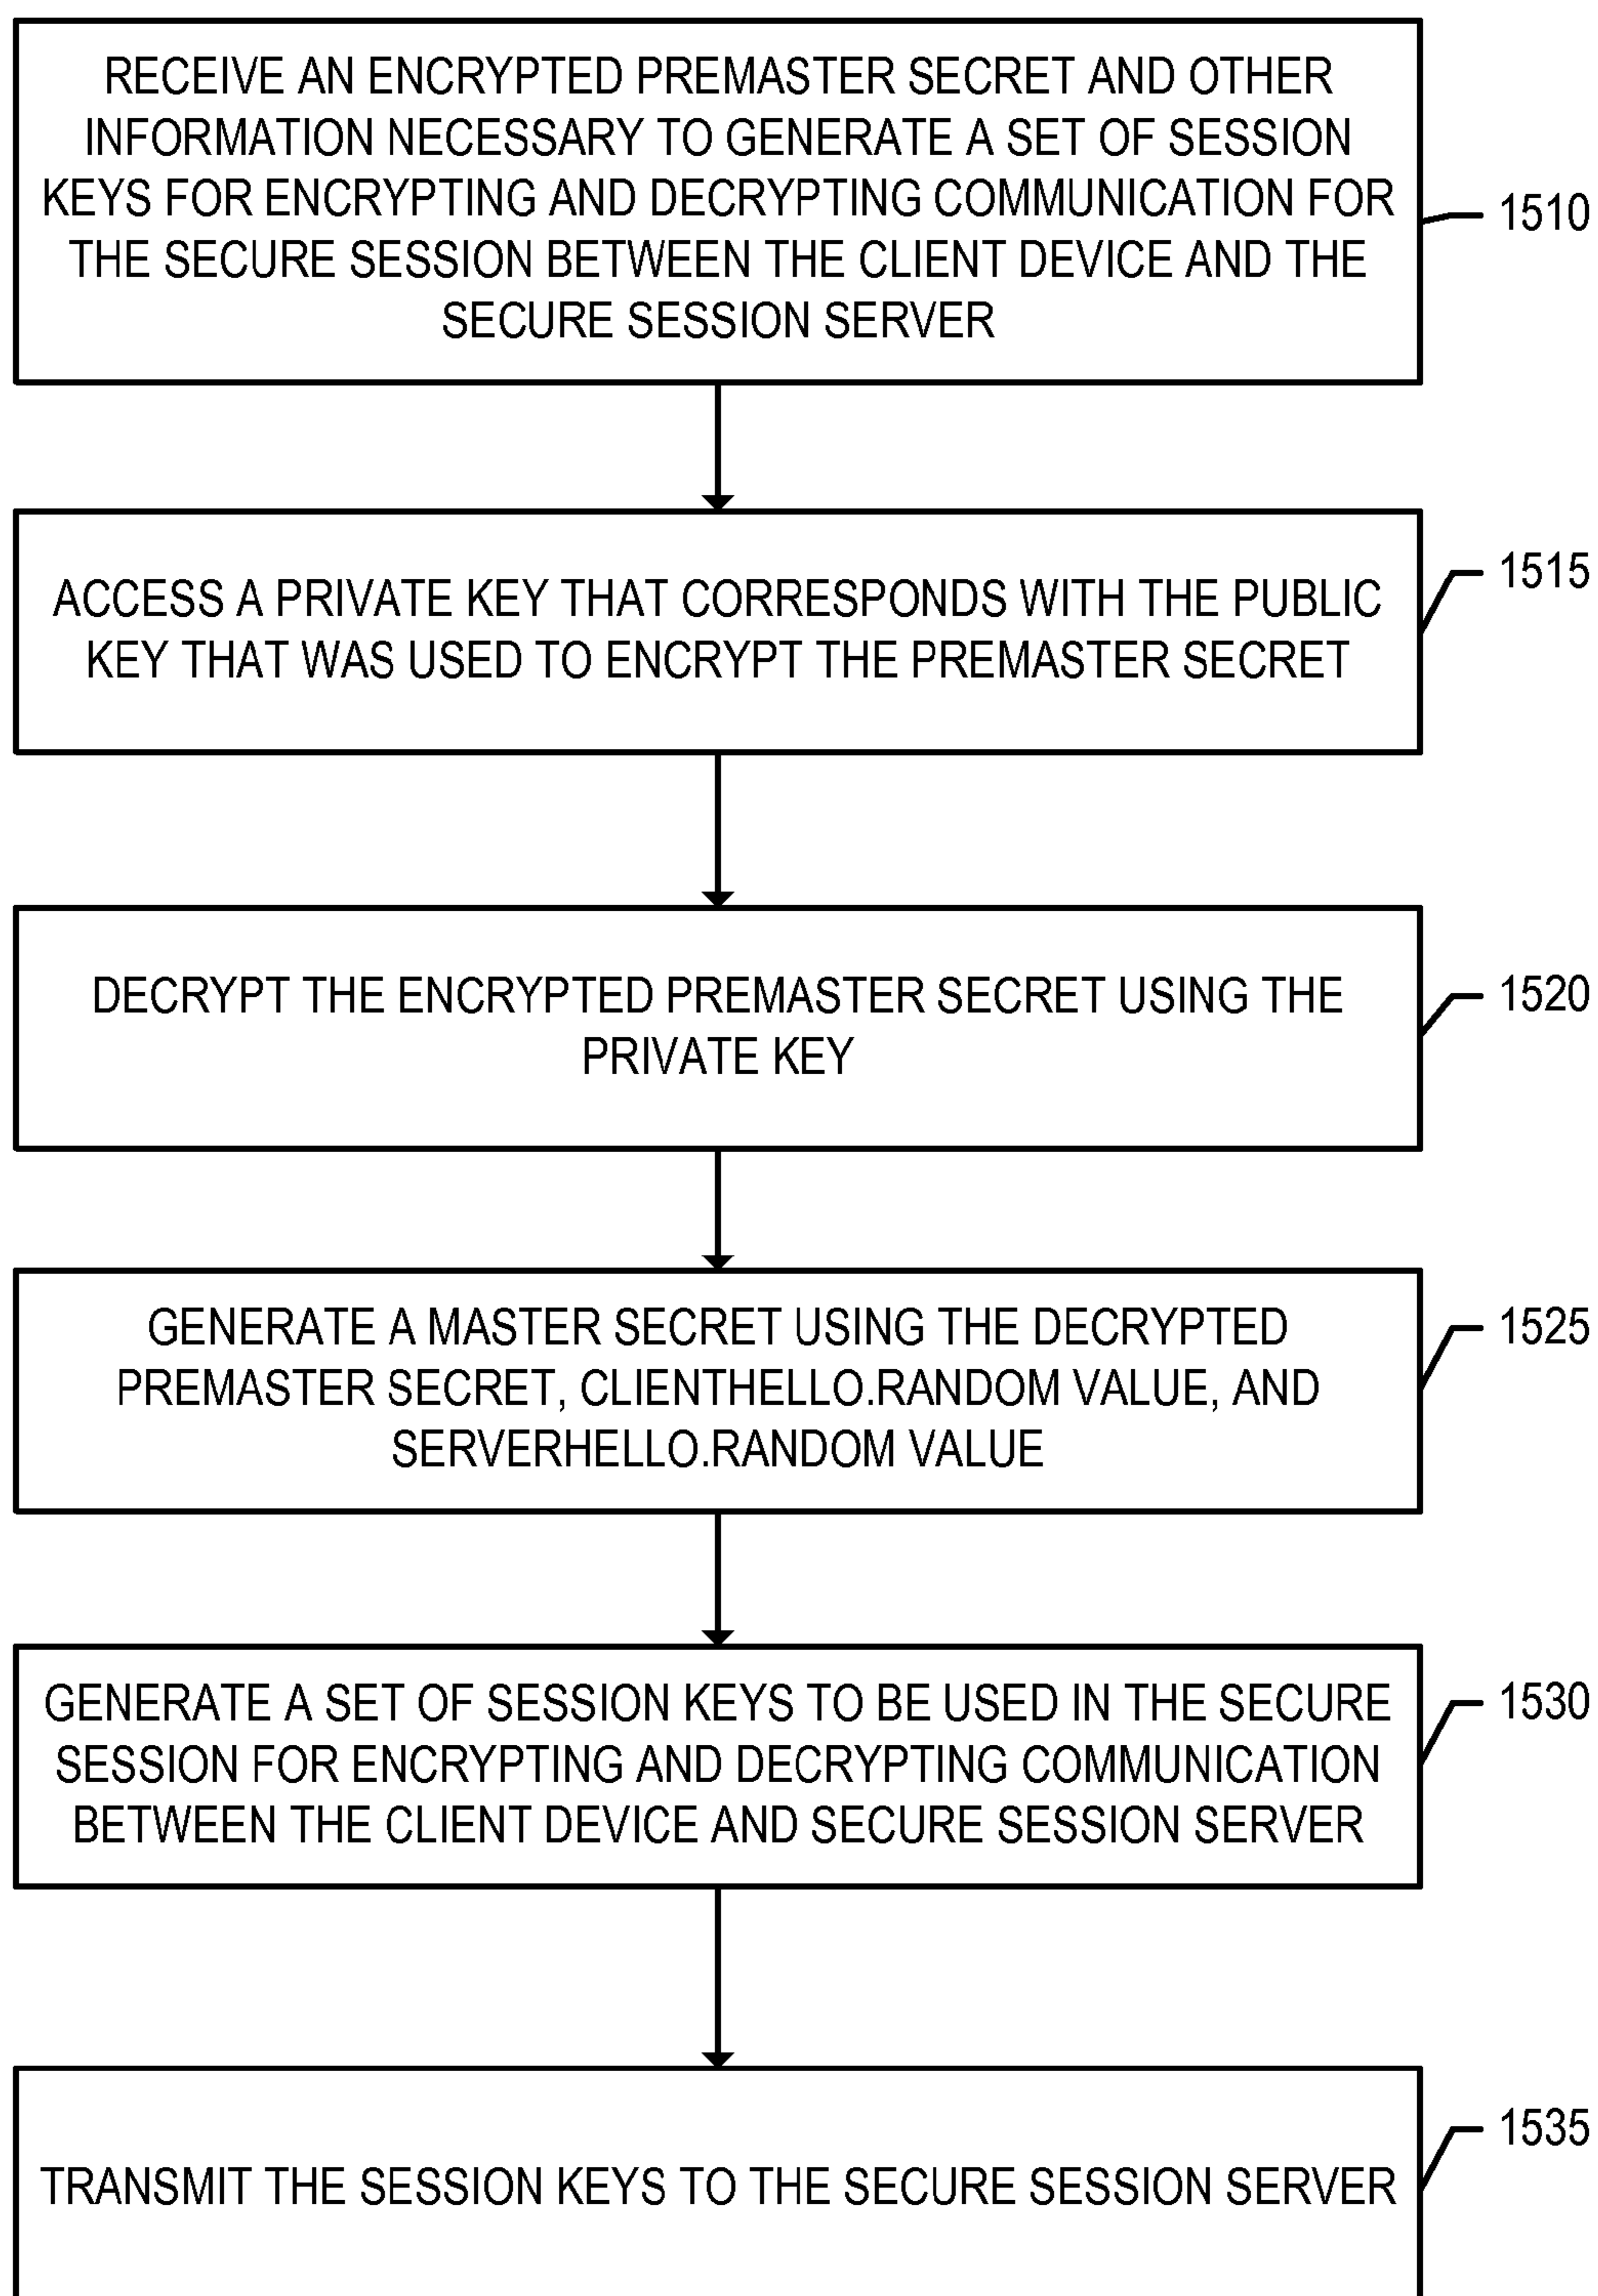 RECEIVE AN ENCRYPTED PREMASTER SECRET AND OTHER
INFORMATION NECESSARY TO GENERATE A SET OF SESSION
KEYS FOR ENCRYPTING AND DECRYPTING COMMUNICATION FOR
THE SECURE SESSION BETWEEN THE CLIENT DEVICE AND THE
SECURE SESSION SERVER
1510
ACCESS A PRIVATE KEY THAT CORRESPONDS WITH THE PUBLIC
KEY THAT WAS USED TO ENCRYPT THE PREMASTER SECRET
1515
DECRYPT THE ENCRYPTED PREMASTER SECRET USING THE
PRIVATE KEY
1520
GENERATE A MASTER SECRET USING THE DECRYPTED
PREMASTER SECRET, CLIENTHELLO.RANDOM VALUE, AND
SERVERHELLO.RANDOM VALUE
1525
GENERATE A SET OF SESSION KEYS TO BE USED IN THE SECURE
SESSION FOR ENCRYPTING AND DECRYPTING COMMUNICATION
BETWEEN THE CLIENT DEVICE AND SECURE SESSION SERVER
1530
TRANSMIT THE SESSION KEYS TO THE SECURE SESSION SERVER
1535